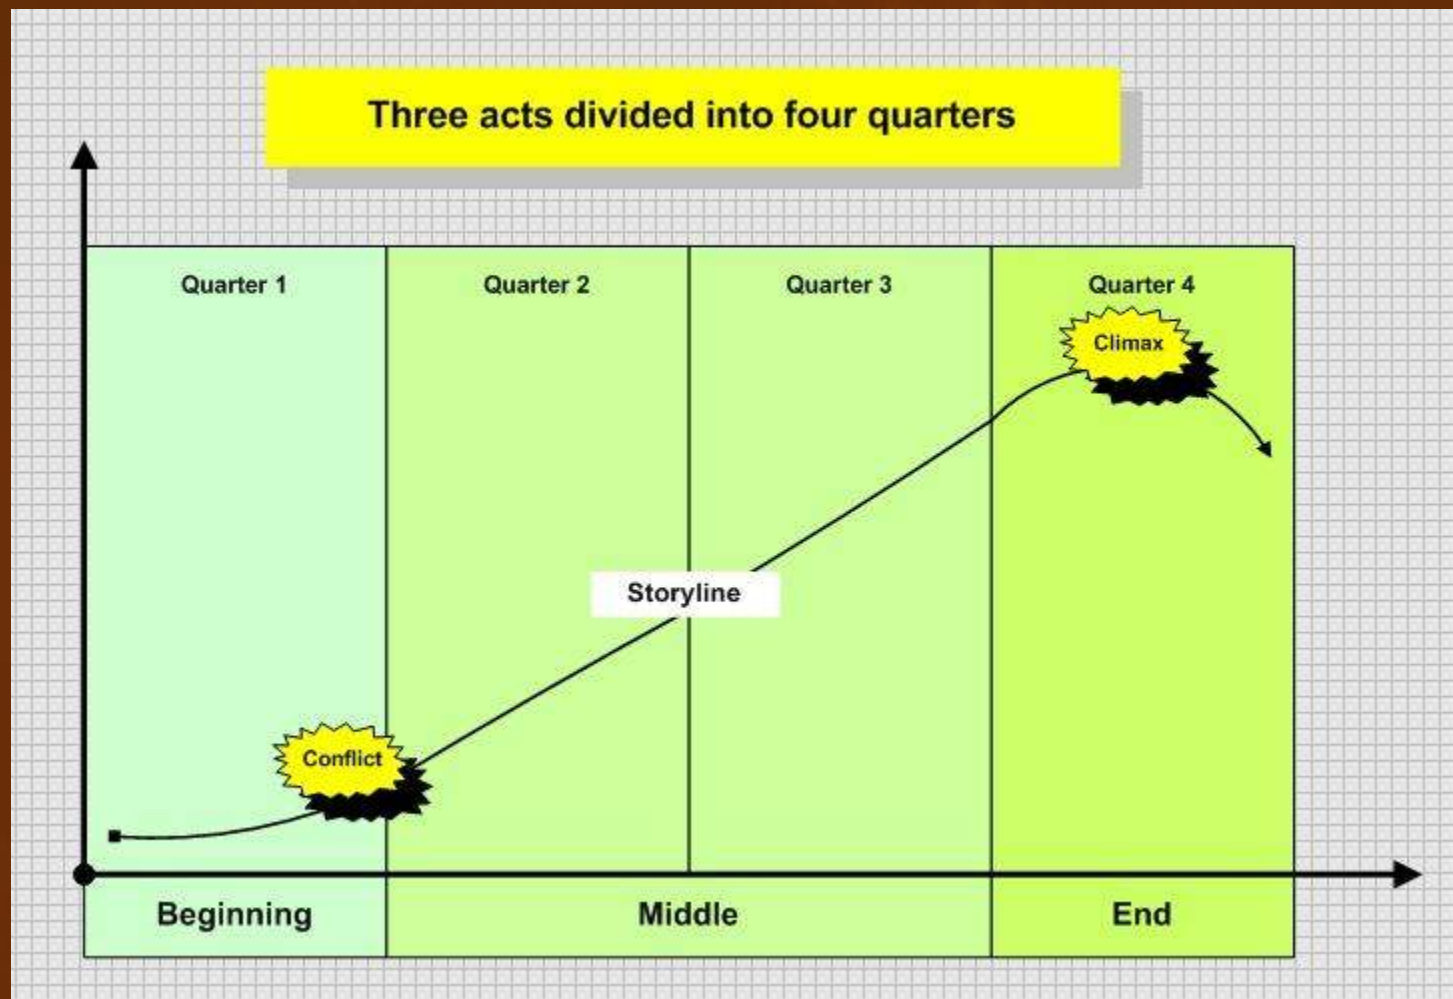 Three acts divided into four quarters
Quarter 1
Quarter 2
Quarter 3
Quarter 4
Climax
Storyline
Conflict
Beginning
Middle
End